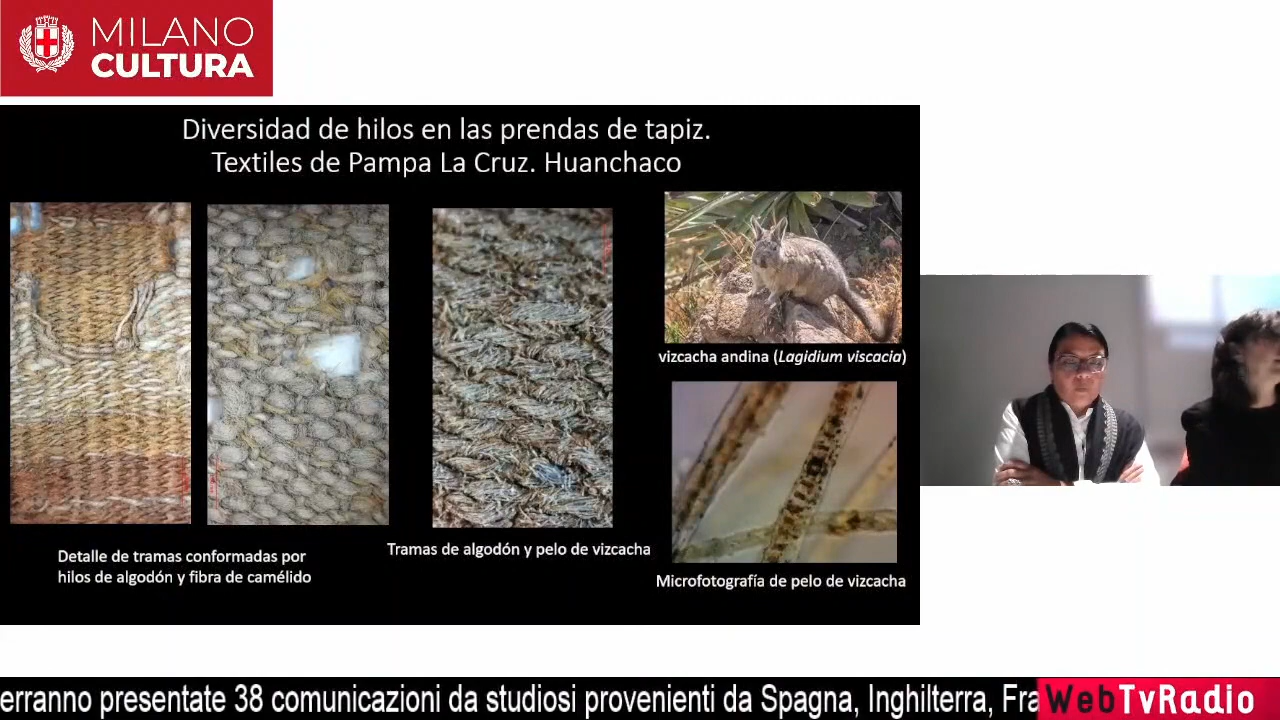 MILANO
CULTURA
Diversidad de hilos en las prendas de tapiz.
Textiles de Pampa La Cruz. Huanchaco
vizcacha andina (Lagidium viscacia)
Detalle de tramas conformadas por
hilos de algodón y fibra de camélido
Tramas de algodón y pelo de vizcacha
Microfotografía de pelo de vizcacha
erranno presentate 38 comunicazioni da studiosi provenienti da Spagna, Inghilterra, Fra
WebTvRadio